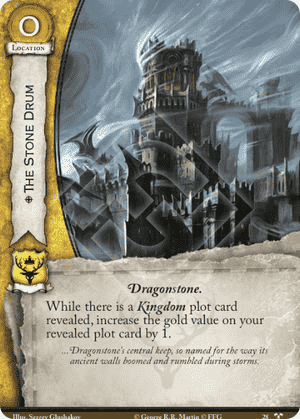 0
LOCATION
THE STONE DRUM
Dragonstone.
While there is a Kingdom plot card
revealed, increase the gold value on your
revealed plot card by 1.
...Dragonstone's central keep, so named for the way its
ancient walls boomed and rumbled during storms.
Illus. Sergey Glushakov
© George R.R. Martin © FFG
28